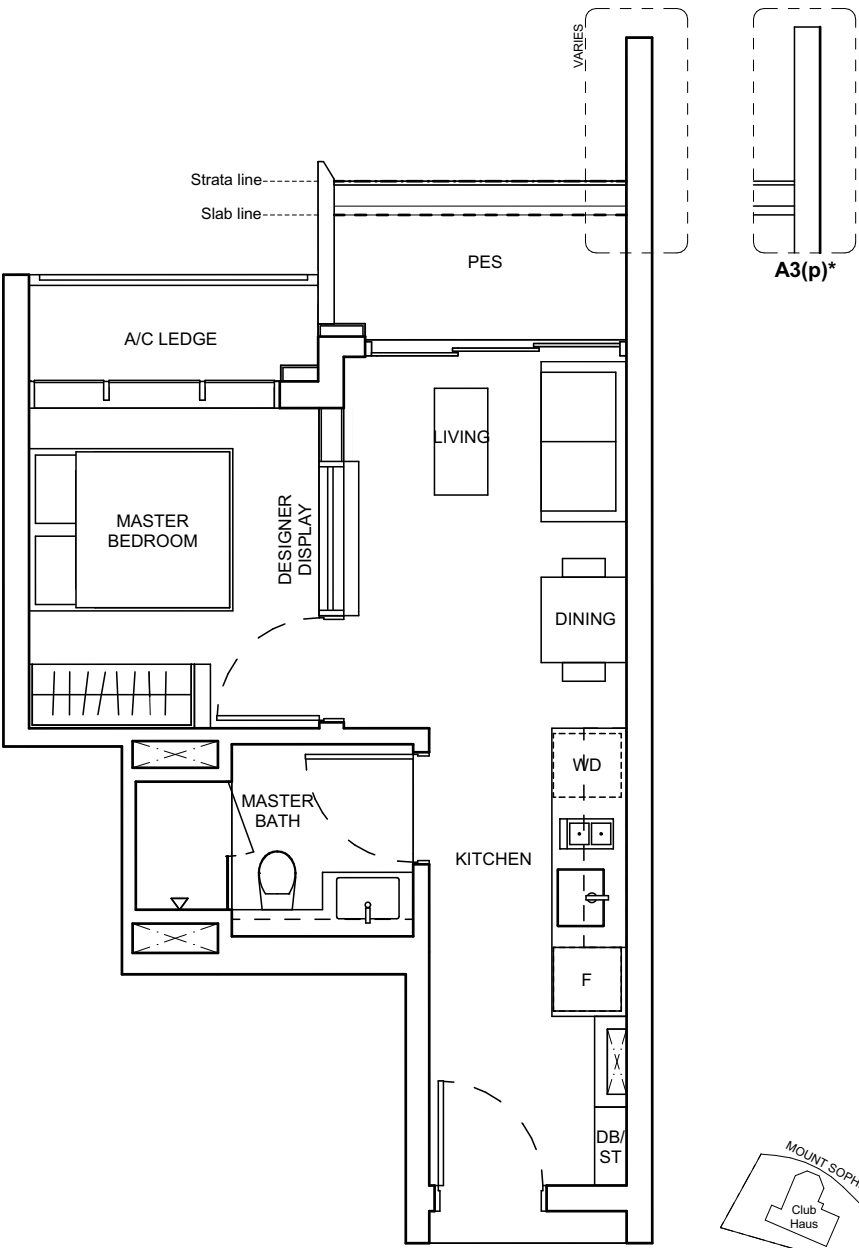 VARIES
Strata line
Slab line
PES
A3(p)*
A/C LEDGE
LIVING
MASTER
BEDROOM
DESIGNER
DISPLAY
DINING
WD
MASTER
BATH
KITCHEN
F
DB/
ST
MOUNT SOPH
Club
Haus